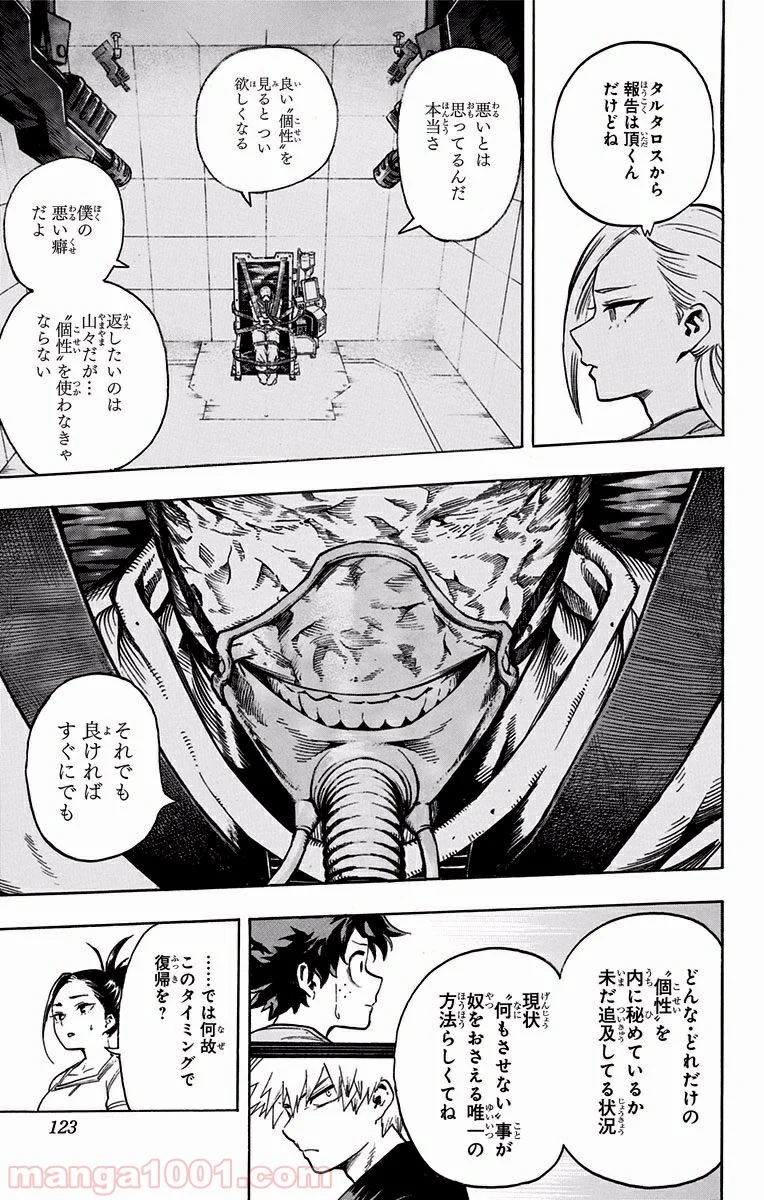 タルタロスから
報告は頂くん
だけどね
悪いとは
思ってるんだ
本当さ
良い〝個性〟を
見ると つい
欲しくなる
僕の
悪い癖
だよ
返したいのは
山々だが…
〝個性〟を使わなきゃ
ならない
それでも
良ければ
すぐにでも
どんな・どれだけの
〝個性〟を
内に秘めているか
未だ追及してる状況
現状
〝何もさせない〟事が
奴をおさえる唯一の
方法らしくてね
……では何故
このタイミングで
復帰を？
123
manga1001.com